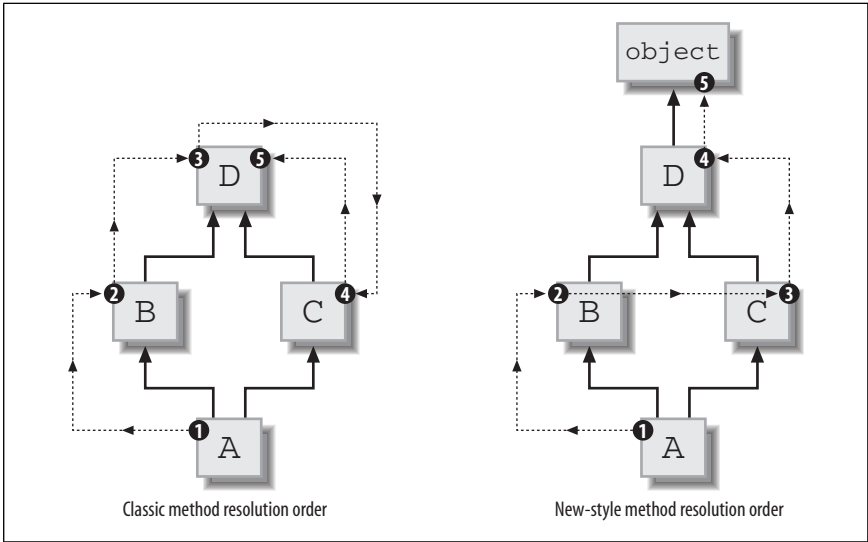 object
5
3
D
5
D
4
2
B
C
4
2
B
C
3
1
A
1
A
Classic method resolution order
New-style method resolution order